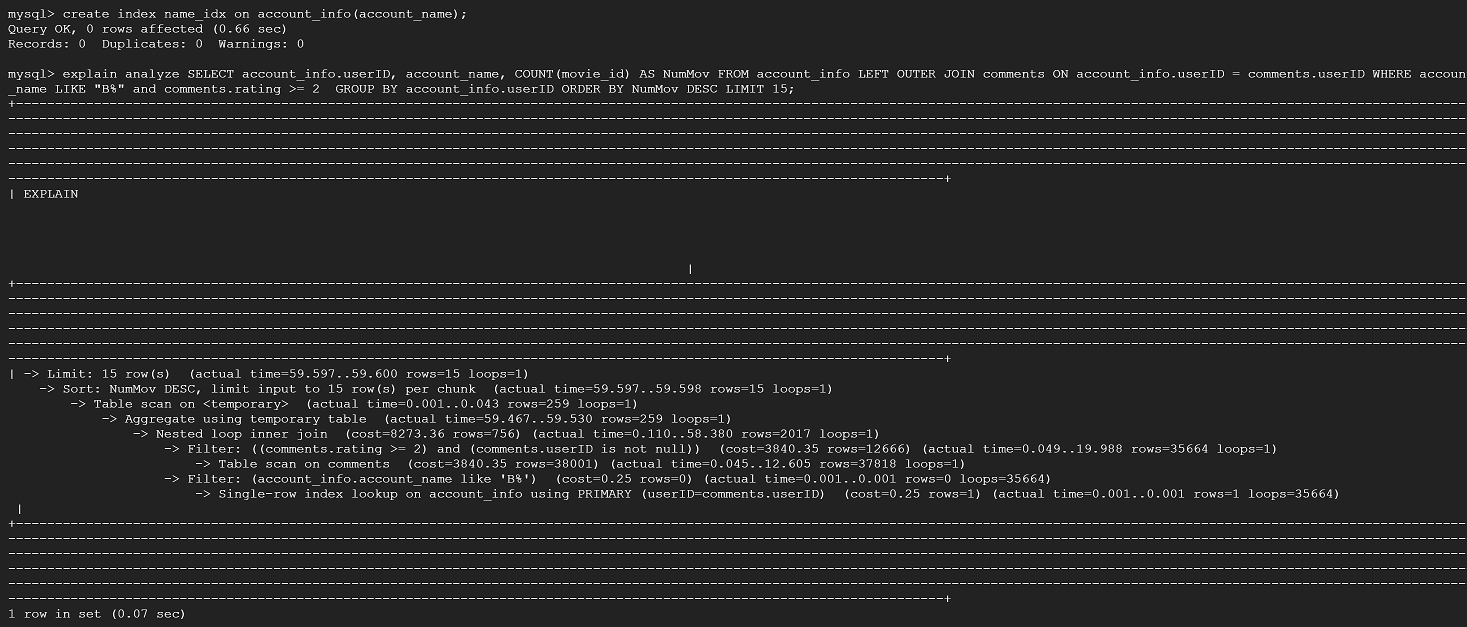 mysql> create index name_idx on account_info(account_name);
Query OK, 0 rows affected (0.66 sec)
Records: 0  Duplicates: 0  Warnings: 0
mysql> explain analyze SELECT account_info.userID, account_name, COUNT(movie_id) AS NumMov FROM account_info LEFT OUTER JOIN comments ON account_info.userID = comments.userID WHERE accoun
_name LIKE "B%" and comments.rating >= 2  GROUP BY account_info.userID ORDER BY NumMov DESC LIMIT 15;
| EXPLAIN
|
| -> Limit: 15 row(s)  (actual time=59.597..59.600 rows=15 loops=1)
    -> Sort: NumMov DESC, limit input to 15 row(s) per chunk  (actual time=59.597..59.598 rows=15 loops=1)
        -> Table scan on <temporary>  (actual time=0.001..0.043 rows=259 loops=1)
            -> Aggregate using temporary table  (actual time=59.467..59.530 rows=259 loops=1)
                -> Nested loop inner join  (cost=8273.36 rows=756) (actual time=0.110..58.380 rows=2017 loops=1)
                    -> Filter: ((comments.rating >= 2) and (comments.userID is not null))  (cost=3840.35 rows=12666) (actual time=0.049..19.988 rows=35664 loops=1)
                        -> Table scan on comments  (cost=3840.35 rows=38001) (actual time=0.045..12.605 rows=37818 loops=1)
                    -> Filter: (account_info.account_name like 'B%')  (cost=0.25 rows=0) (actual time=0.001..0.001 rows=0 loops=35664)
                        -> Single-row index lookup on account_info using PRIMARY (userID=comments.userID)  (cost=0.25 rows=1) (actual time=0.001..0.001 rows=1 loops=35664)
 |
1 row in set (0.07 sec)